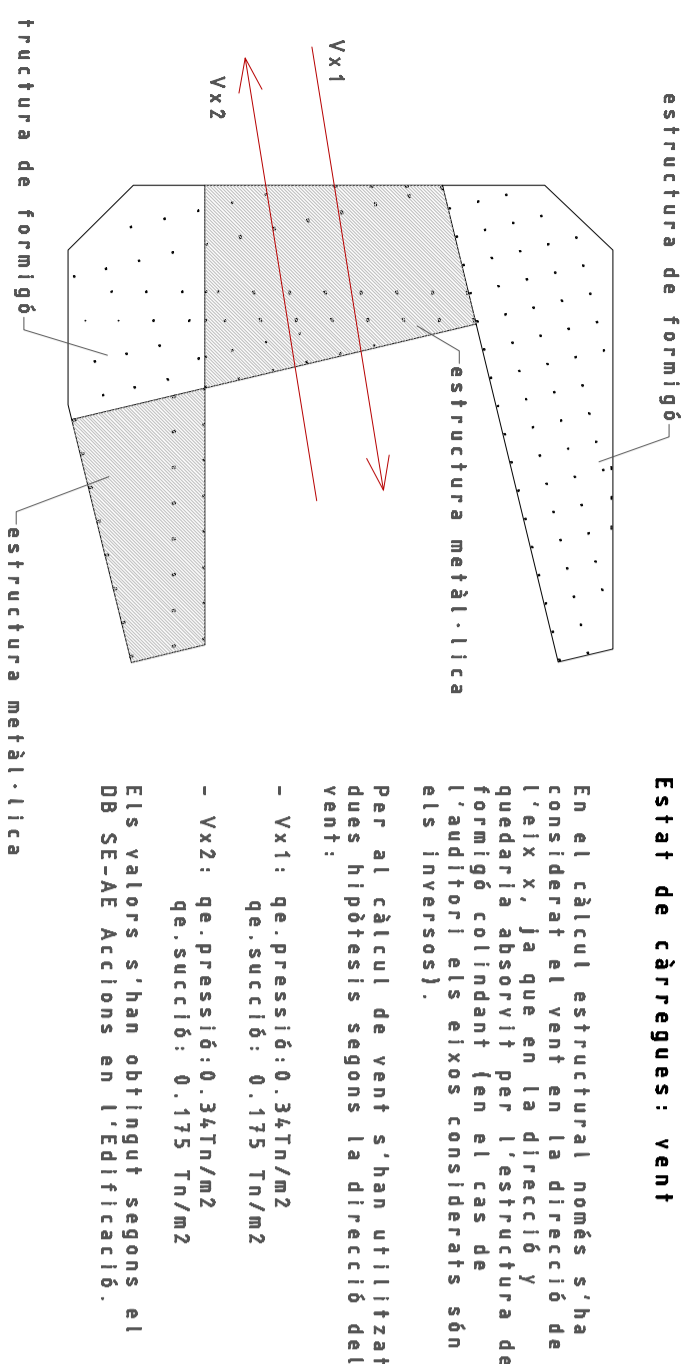 estructura de formigó
Vx1
Vx2
tructura de formigó
estructura metàl·lica
estructura metàl·lica
Estat de càrregues: vent
En el càlcul estructural només s'ha
considerat el vent en la direcció de
l'eix x, ja que en la direcció y
quedaria absorvit per l'estructura de
formigó colindant (en el cas de
l'auditori els eixos considerats són
els inversos).
Per al càlcul de vent s'han utilitzat
dues hipòtesis segons la direcció del
vent:
- Vx1: qe.pressió:0.34Tn/m2
qe.succió: 0.175 Tn/m2
- Vx2: qe.pressió:0.34Tn/m2
qe.succió: 0.175 Tn/m2
Els valors s'han obtingut segons el
DB SE-AE Accions en l'Edificació.